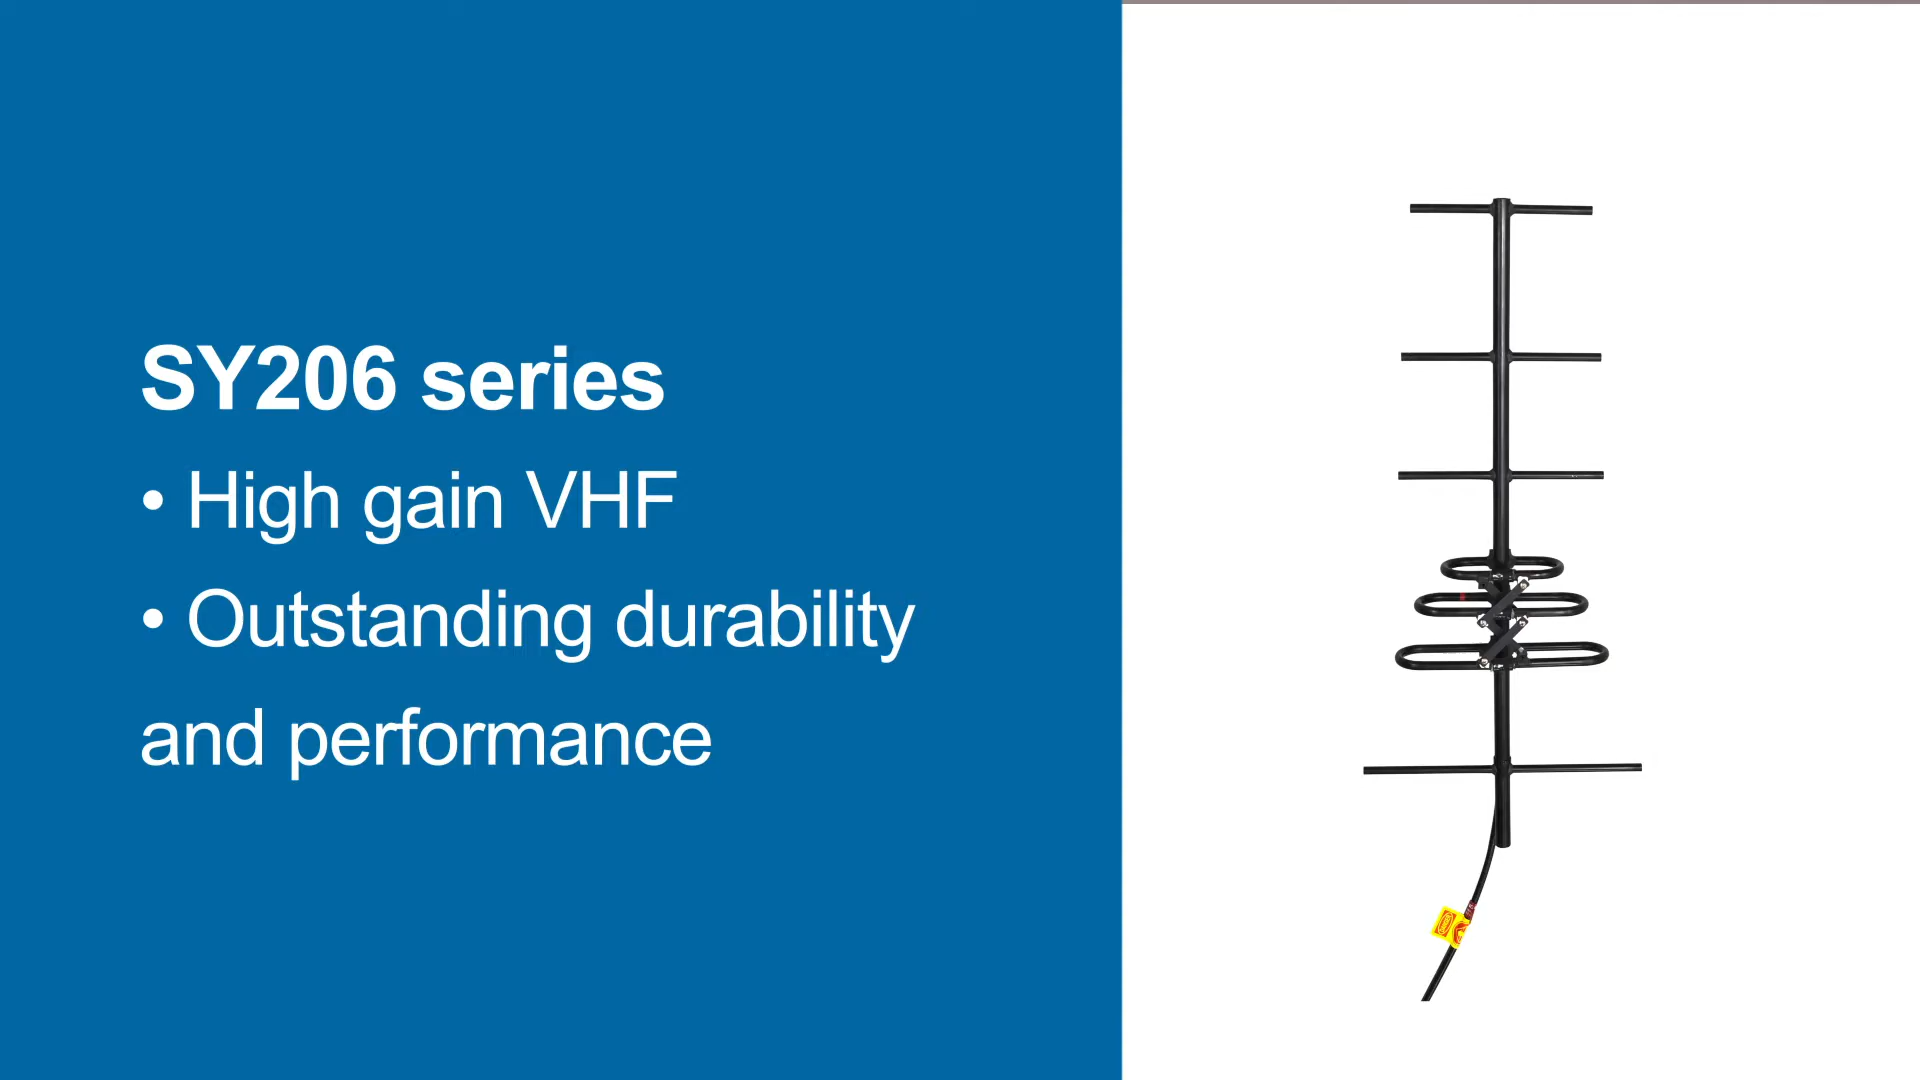 SY206 series
• High gain VHF
• Outstanding durability
and performance